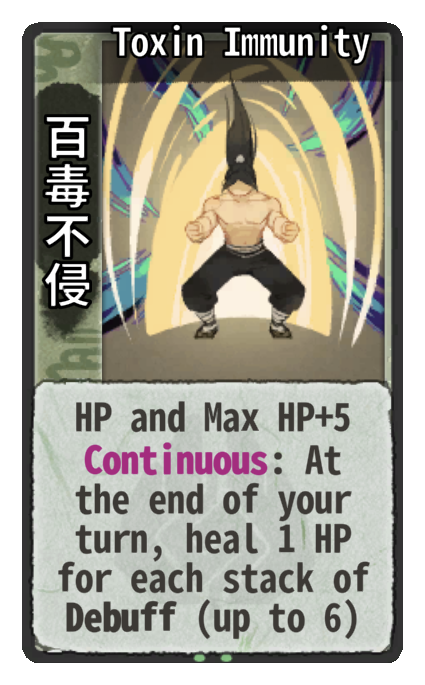 Toxin Immunity
百毒不侵
HP and Max HP+5
Continuous: At
the end of your
turn, heal 1 HP
for each stack of
Debuff (up to 6)